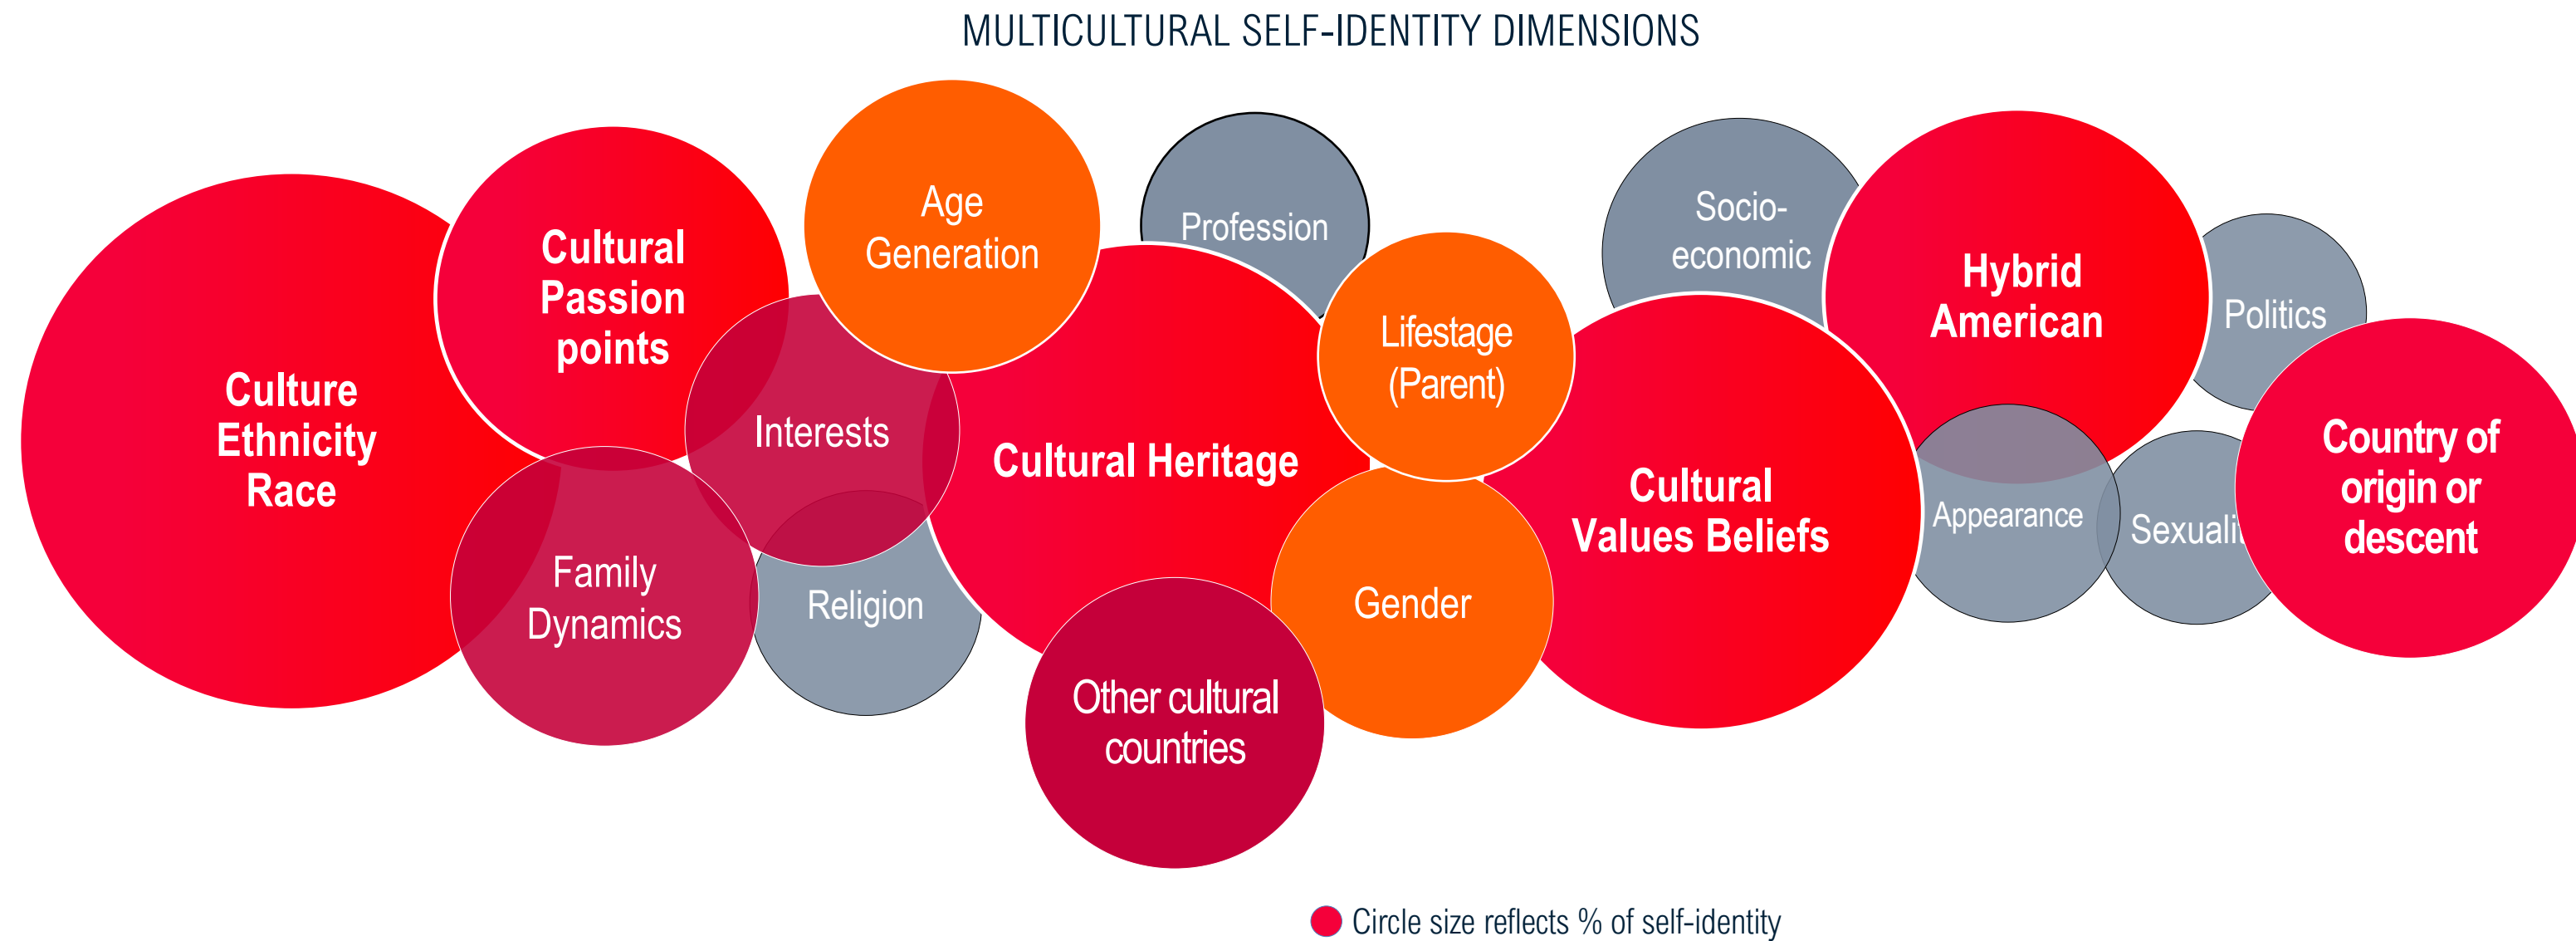 MULTICULTURAL SELF-IDENTITY DIMENSIONS
Culture
Ethnicity
Race
Cultural
Passion
points
Family
Dynamics
Interests
Religion
Age
Generation
Cultural Heritage
Profession
Other cultural
countries
Lifestage
(Parent)
Gender
Socio-
economic
Cultural
Values Beliefs
Hybrid
American
Appearance
Politics
Sexualit
Country of
origin or
descent
Circle size reflects % of self-identity